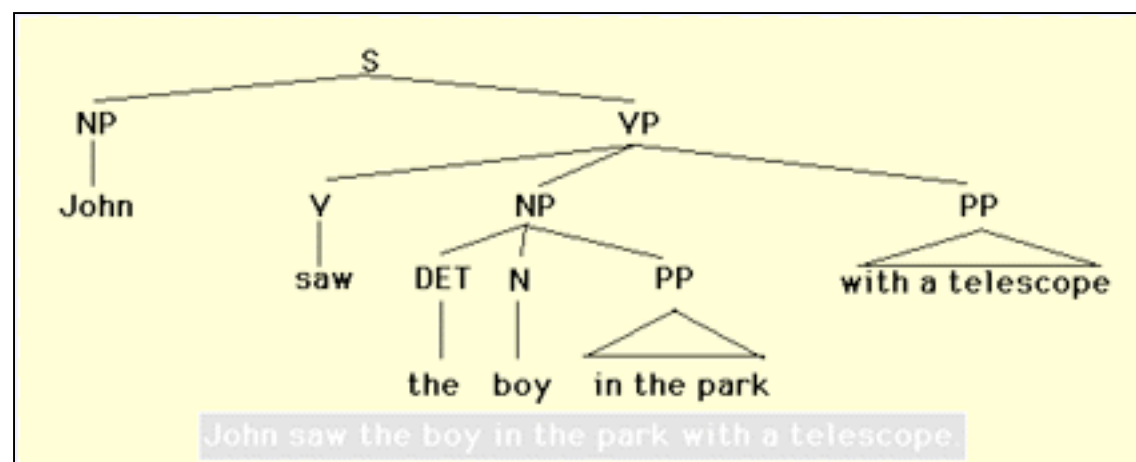 S
NP VP
John V NP PP
saw DET N PP with a telescope
the boy in the park
John saw the boy in the park with a telescope.